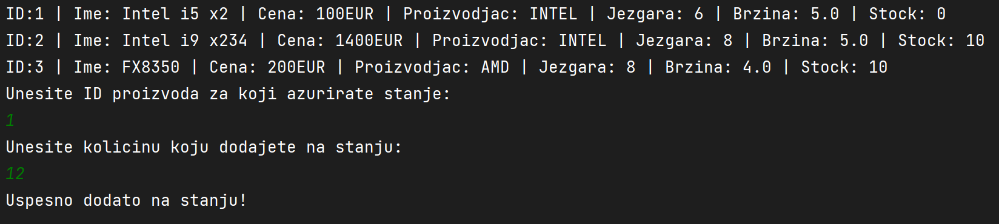 ID:1 | Ime: Intel i5 x2 | Cena: 100EUR | Proizvodjac: INTEL | Jezgara: 6 | Brzina: 5.0 | Stock: 0
ID:2 | Ime: Intel i9 x234 | Cena: 1400EUR | Proizvodjac: INTEL | Jezgara: 8 | Brzina: 5.0 | Stock: 10
ID:3 | Ime: FX8350 | Cena: 200EUR | Proizvodjac: AMD | Jezgara: 8 | Brzina: 4.0 | Stock: 10
Unesite ID proizvoda za koji azurirate stanje:
1
Unesite kolicinu koju dodajete na stanju:
12
Uspesno dodato na stanju!